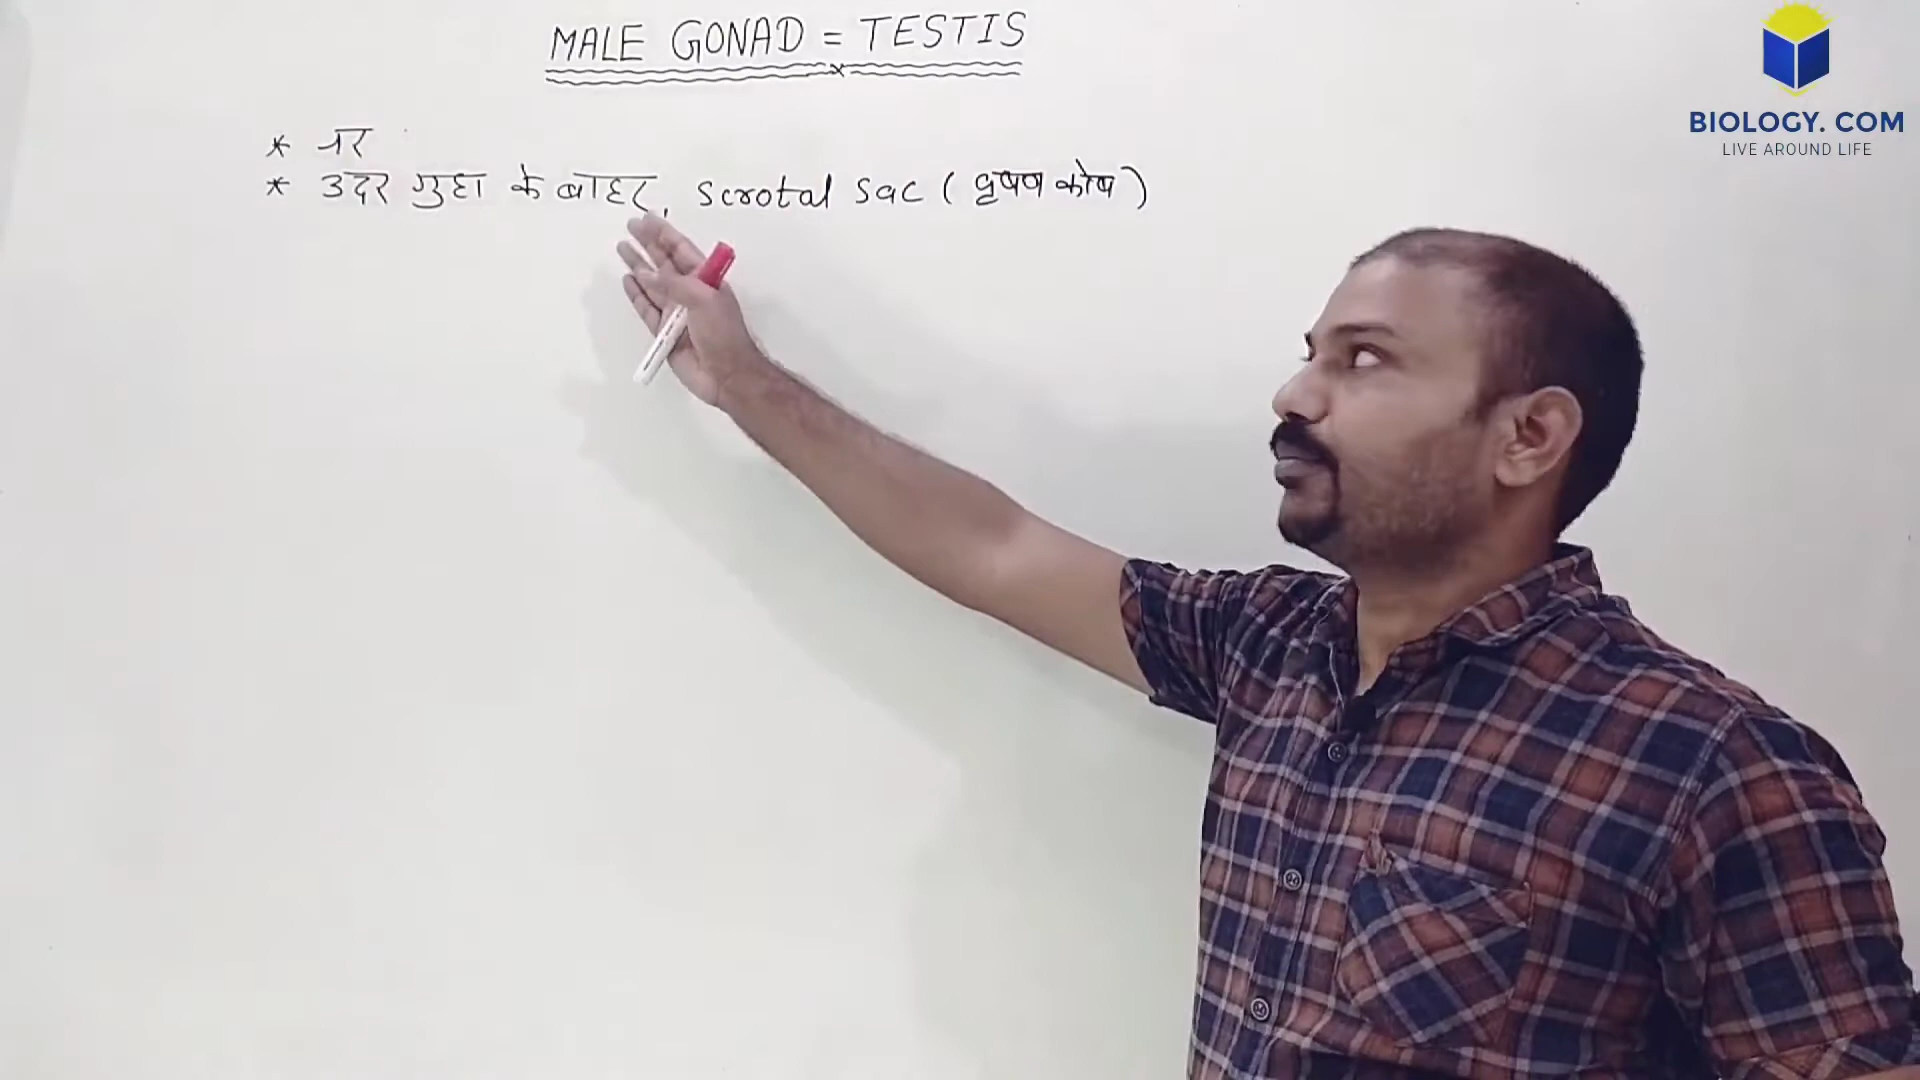 MALE GONAD = TESTIS
* नर
* उदर गुहा के बाहर, Scrotal Sac ( वृषण कोष )
BIOLOGY. COM
LIVE AROUND LIFE